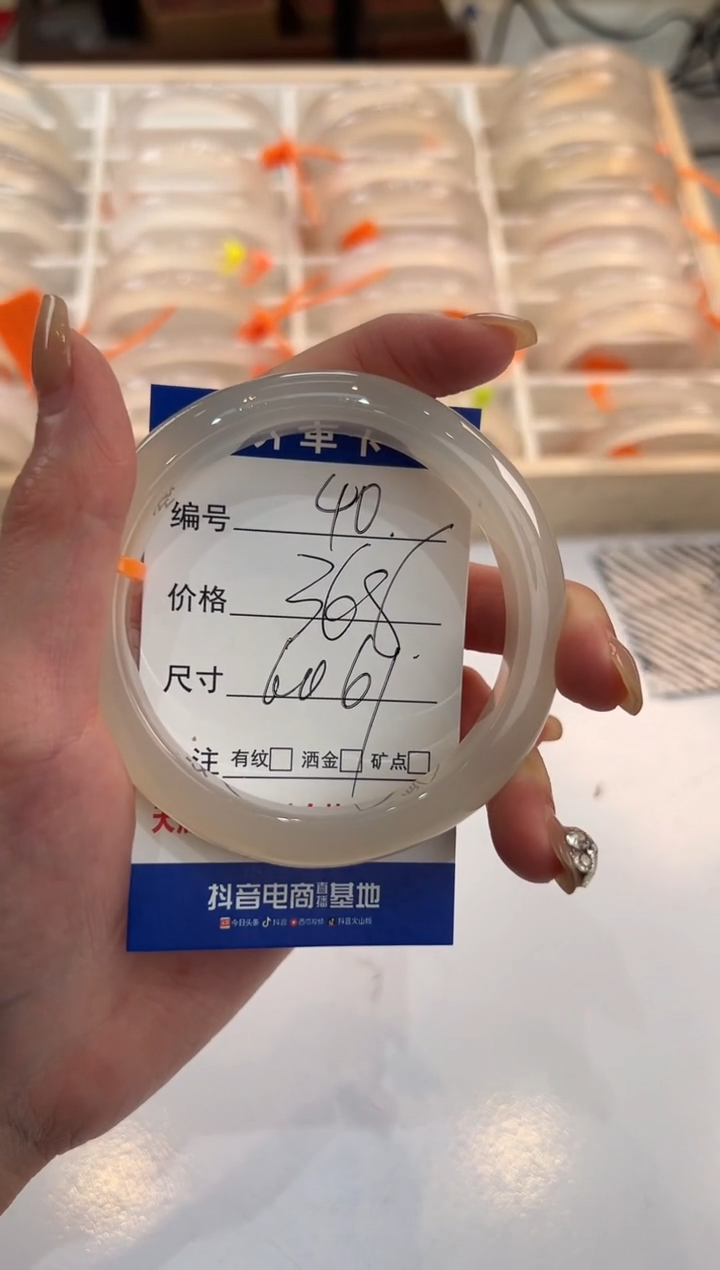 车卡
编号 40.
价格 368
尺寸 60 61
注 有纹□ 洒金□ 矿点□
抖音电商直播基地
今日头条 抖音 西瓜视频 抖音火山版